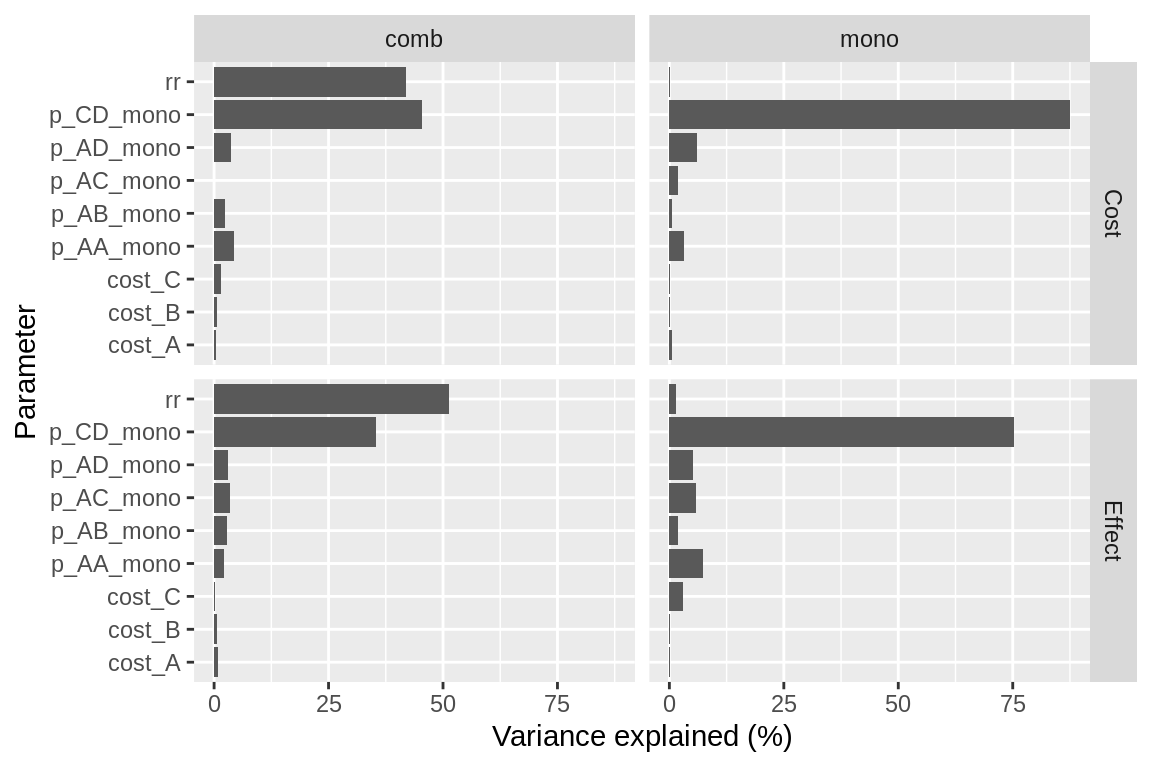 comb
mono
rr
p_CD_mono
p_AD_mono
p_AC_mono
p_AB_mono
p_AA_mono
cost_C
cost_B
cost_A
Cost
Parameter
rr
p_CD_mono
p_AD_mono
p_AC_mono
p_AB_mono
p_AA_mono
cost_C
cost_B
cost_A
Effect
0 25 50 75
0 25 50 75
Variance explained (%)